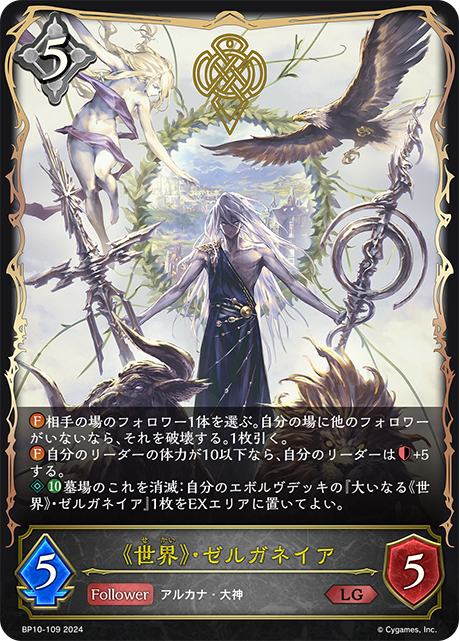 5
F相手の場のフォロワー1体を選ぶ。自分の場に他のフォロワー
がいないなら、それを破壊する。1枚引く。
F自分のリーダーの体力が10以下なら、自分のリーダーは+5
する。
10墓場のこれを消滅：自分のエボルヴデッキの『大いなる《世
界》・ゼルガネイア』1枚をEXエリアに置いてよい。
せ かい
《世界》・ゼルガネイア
5
Follower アルカナ・大神
LG
5
BP10-109 2024
© Cygames, Inc.